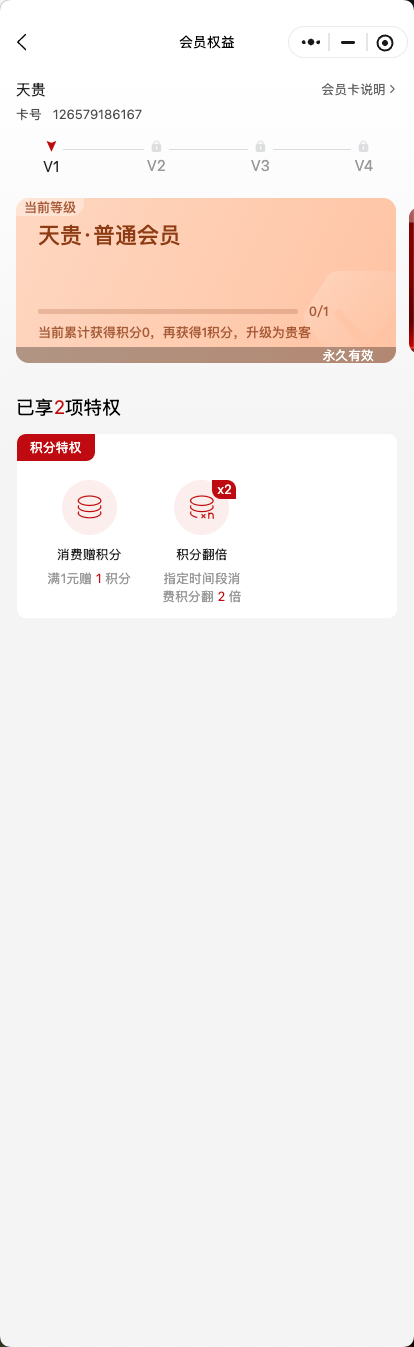 会员权益
天贵
会员卡说明
卡号 126579186167
V1 V2 V3 V4
当前等级
天贵·普通会员
0/1
当前累计获得积分0，再获得1积分，升级为贵客
永久有效
已享2项特权
积分特权
x2
×n
消费赠积分
积分翻倍
满1元赠 1 积分
指定时间段消
费积分翻 2 倍